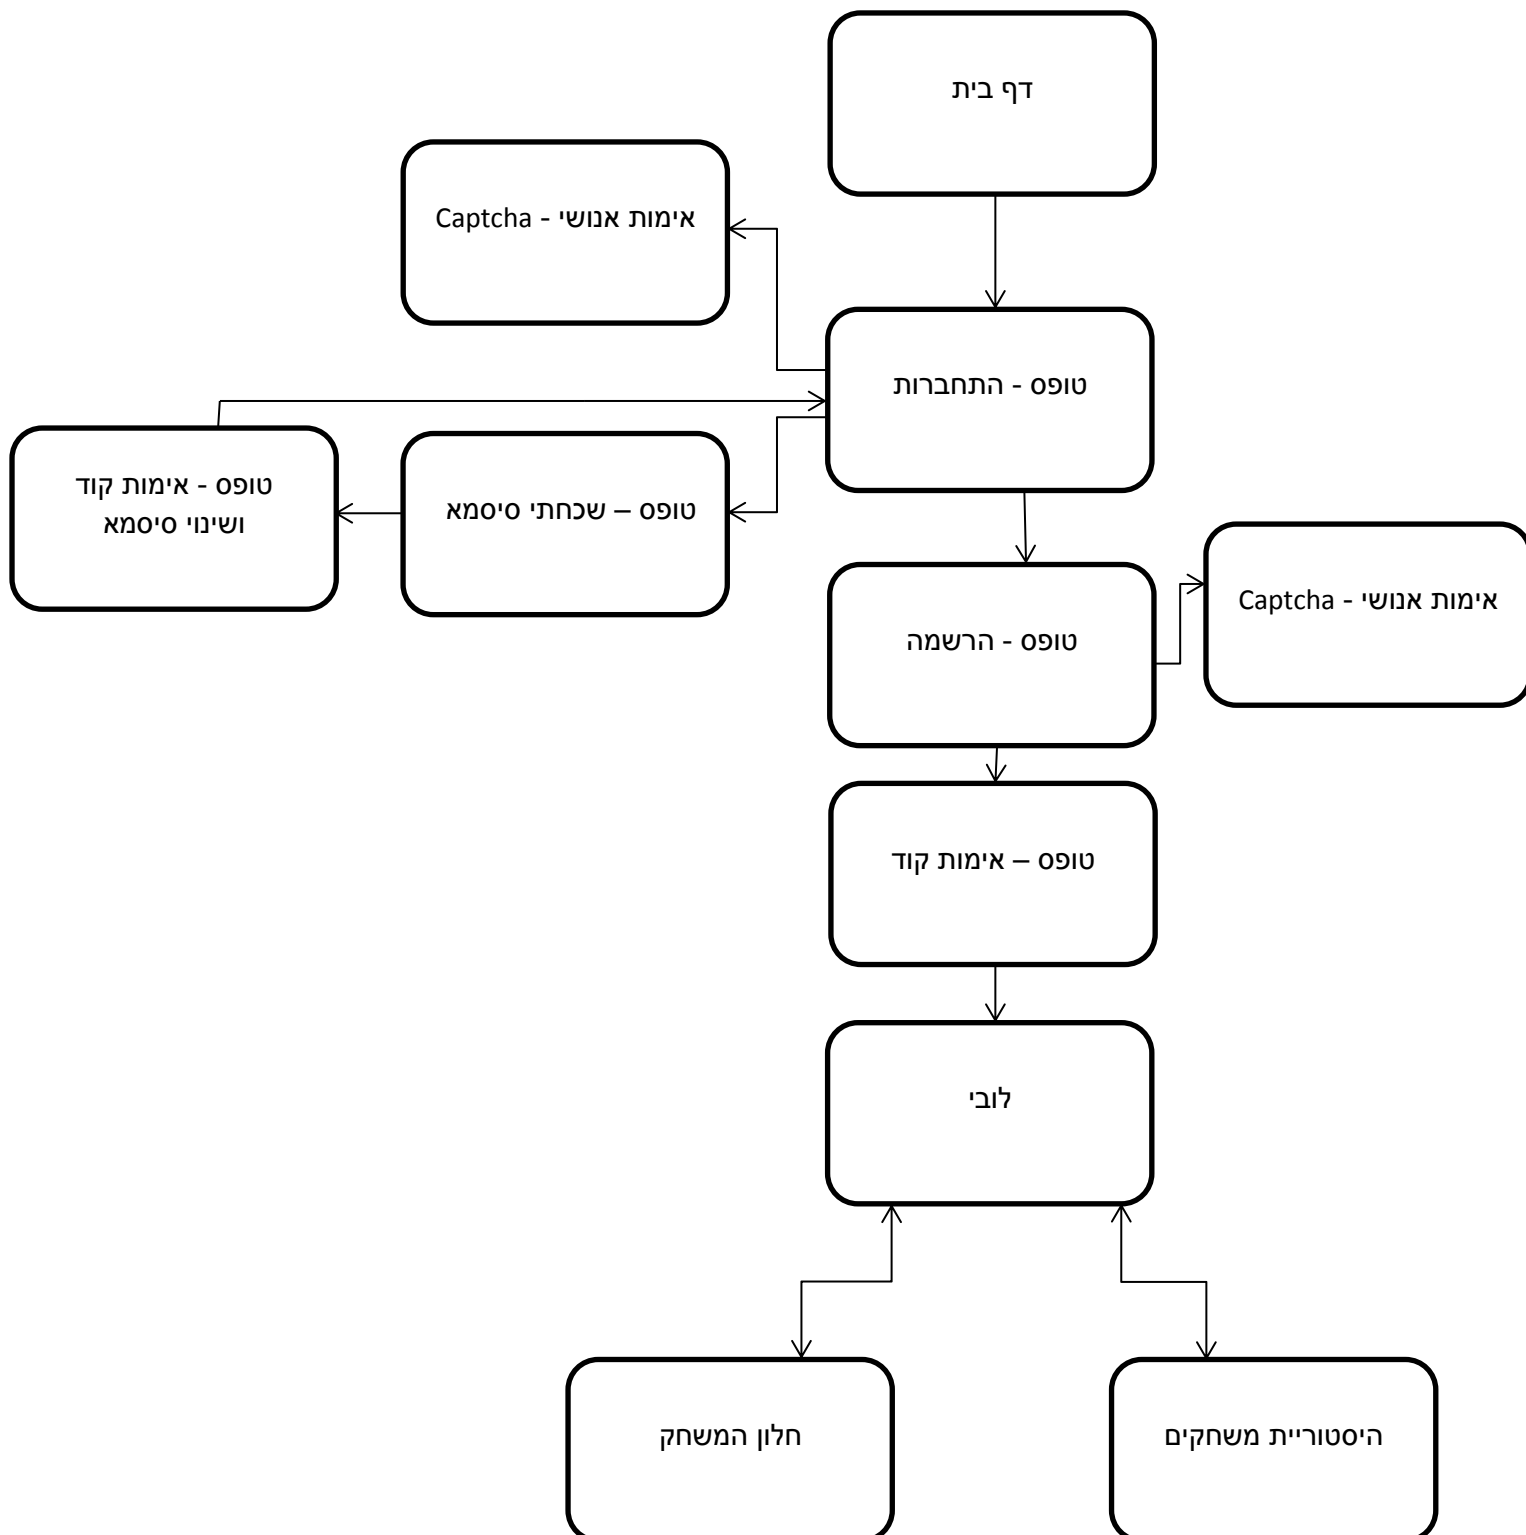 דף בית
אימות אנושי - Captcha
טופס - התחברות
טופס - אימות קוד
ושינוי סיסמא
טופס – שכחתי סיסמא
אימות אנושי - Captcha
טופס - הרשמה
טופס – אימות קוד
לובי
חלון המשחק
היסטוריית משחקים